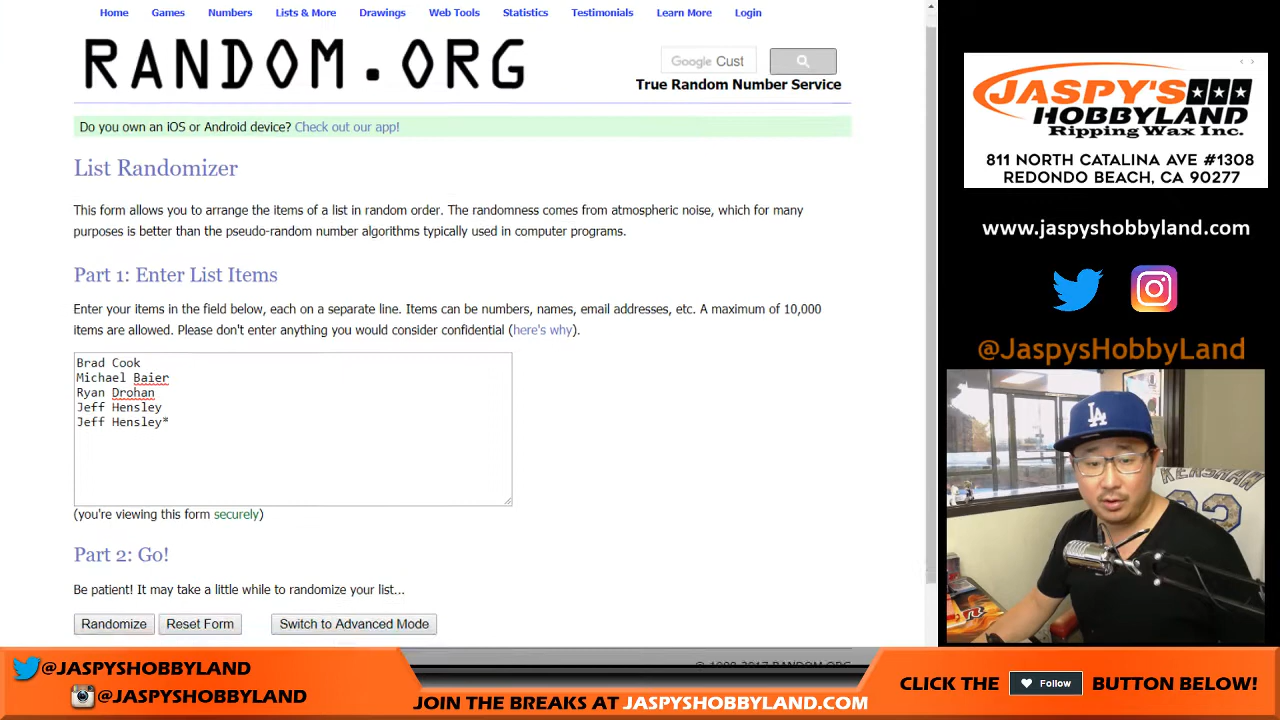 Home Games Numbers Lists & More Drawings Web Tools Statistics Testimonials Learn More Login
RANDOM.ORG
Google Cust
True Random Number Service
Do you own an iOS or Android device? Check out our app!
List Randomizer
This form allows you to arrange the items of a list in random order. The randomness comes from atmospheric noise, which for many
purposes is better than the pseudo-random number algorithms typically used in computer programs.
Part 1: Enter List Items
Enter your items in the field below, each on a separate line. Items can be numbers, names, email addresses, etc. A maximum of 10,000
items are allowed. Please don't enter anything you would consider confidential (here's why).
Brad Cook
Michael Baier
Ryan Drohan
Jeff Hensley
Jeff Hensley*
(you're viewing this form securely)
Part 2: Go!
Be patient! It may take a little while to randomize your list...
Randomize Reset Form Switch to Advanced Mode
JASPY'S
HOBBYLAND
Ripping Wax Inc.
811 NORTH CATALINA AVE #1308
REDONDO BEACH, CA 90277
www.jaspyshobbyland.com
@JaspysHobbyLand
KERSHAW
22
LA
@JASPYSHOBBYLAND
@JASPYSHOBBYLAND
JOIN THE BREAKS AT JASPYSHOBBYLAND.COM
CLICK THE Follow BUTTON BELOW!